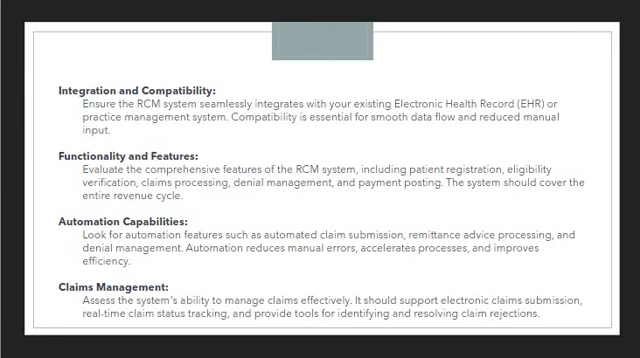 Integration and Compatibility:
Ensure the RCM system seamlessly integrates with your existing Electronic Health Record (EHR) or
practice management system. Compatibility is essential for smooth data flow and reduced manual
input.
Functionality and Features:
Evaluate the comprehensive features of the RCM system, including patient registration, eligibility
verification, claims processing, denial management, and payment posting. The system should cover the
entire revenue cycle.
Automation Capabilities:
Look for automation features such as automated claim submission, remittance advice processing, and
denial management. Automation reduces manual errors, accelerates processes, and improves
efficiency.
Claims Management:
Assess the system's ability to manage claims effectively. It should support electronic claims submission,
real-time claim status tracking, and provide tools for identifying and resolving claim rejections.